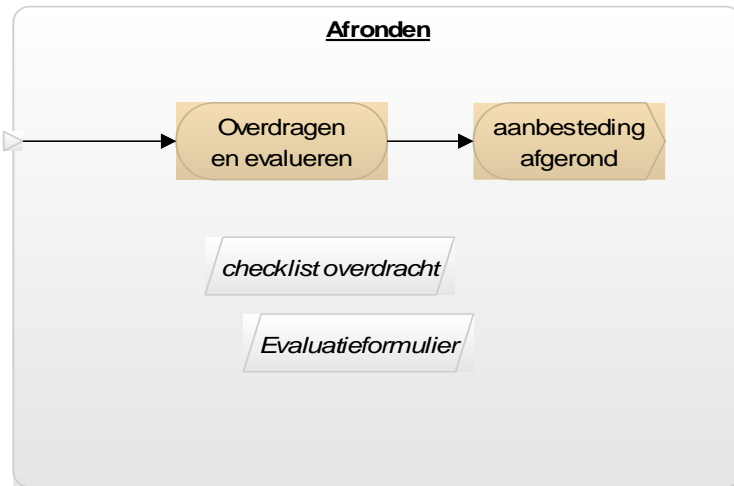 Afronden
Overdragen
en evalueren
aanbesteding
afgerond
checklist overdracht
Evaluatieformulier